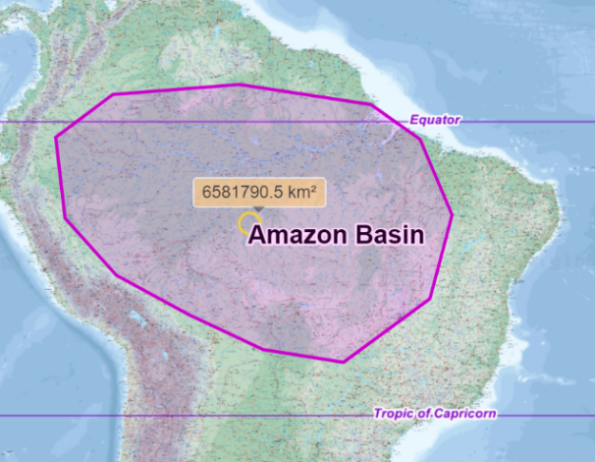 Equator
6581790.5 km²
Amazon Basin
Tropic of Capricorn